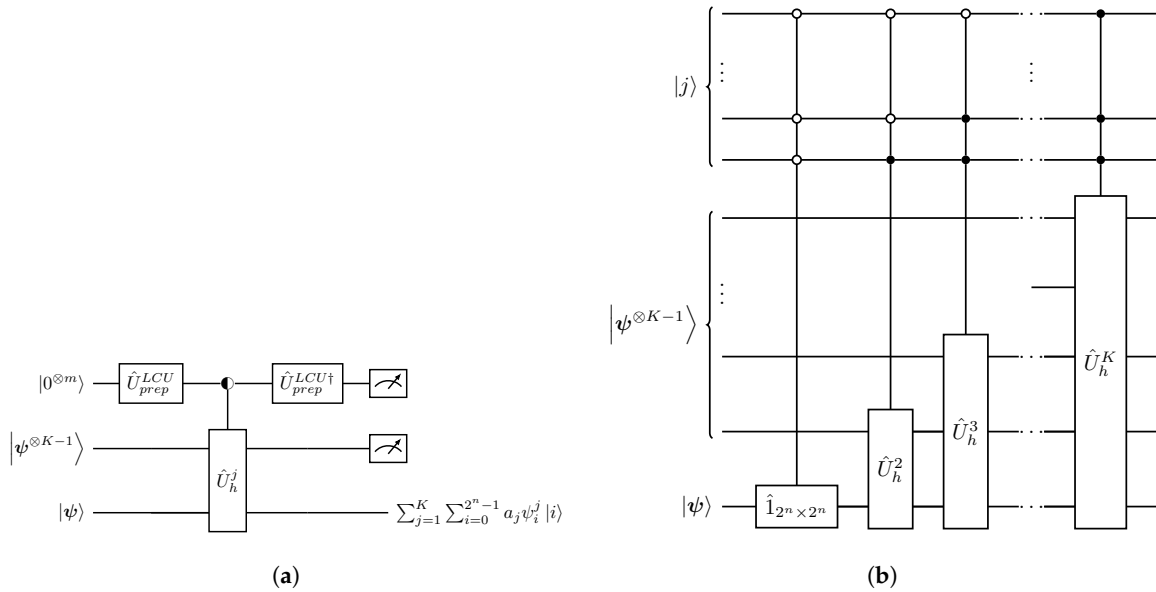 |0^{⊗m}⟩ Û_{prep}^{LCU} Û_{prep}^{LCU†}
|ψ^{⊗K−1}⟩
Û_h^j
|ψ⟩ ∑_{j=1}^{K} ∑_{i=0}^{2^n−1} a_j ψ_i^j |i⟩
(a)
|j⟩
|ψ^{⊗K−1}⟩
Û_h^K
Û_h^3
Û_h^2
|ψ⟩ 1̂_{2^n×2^n}
(b)